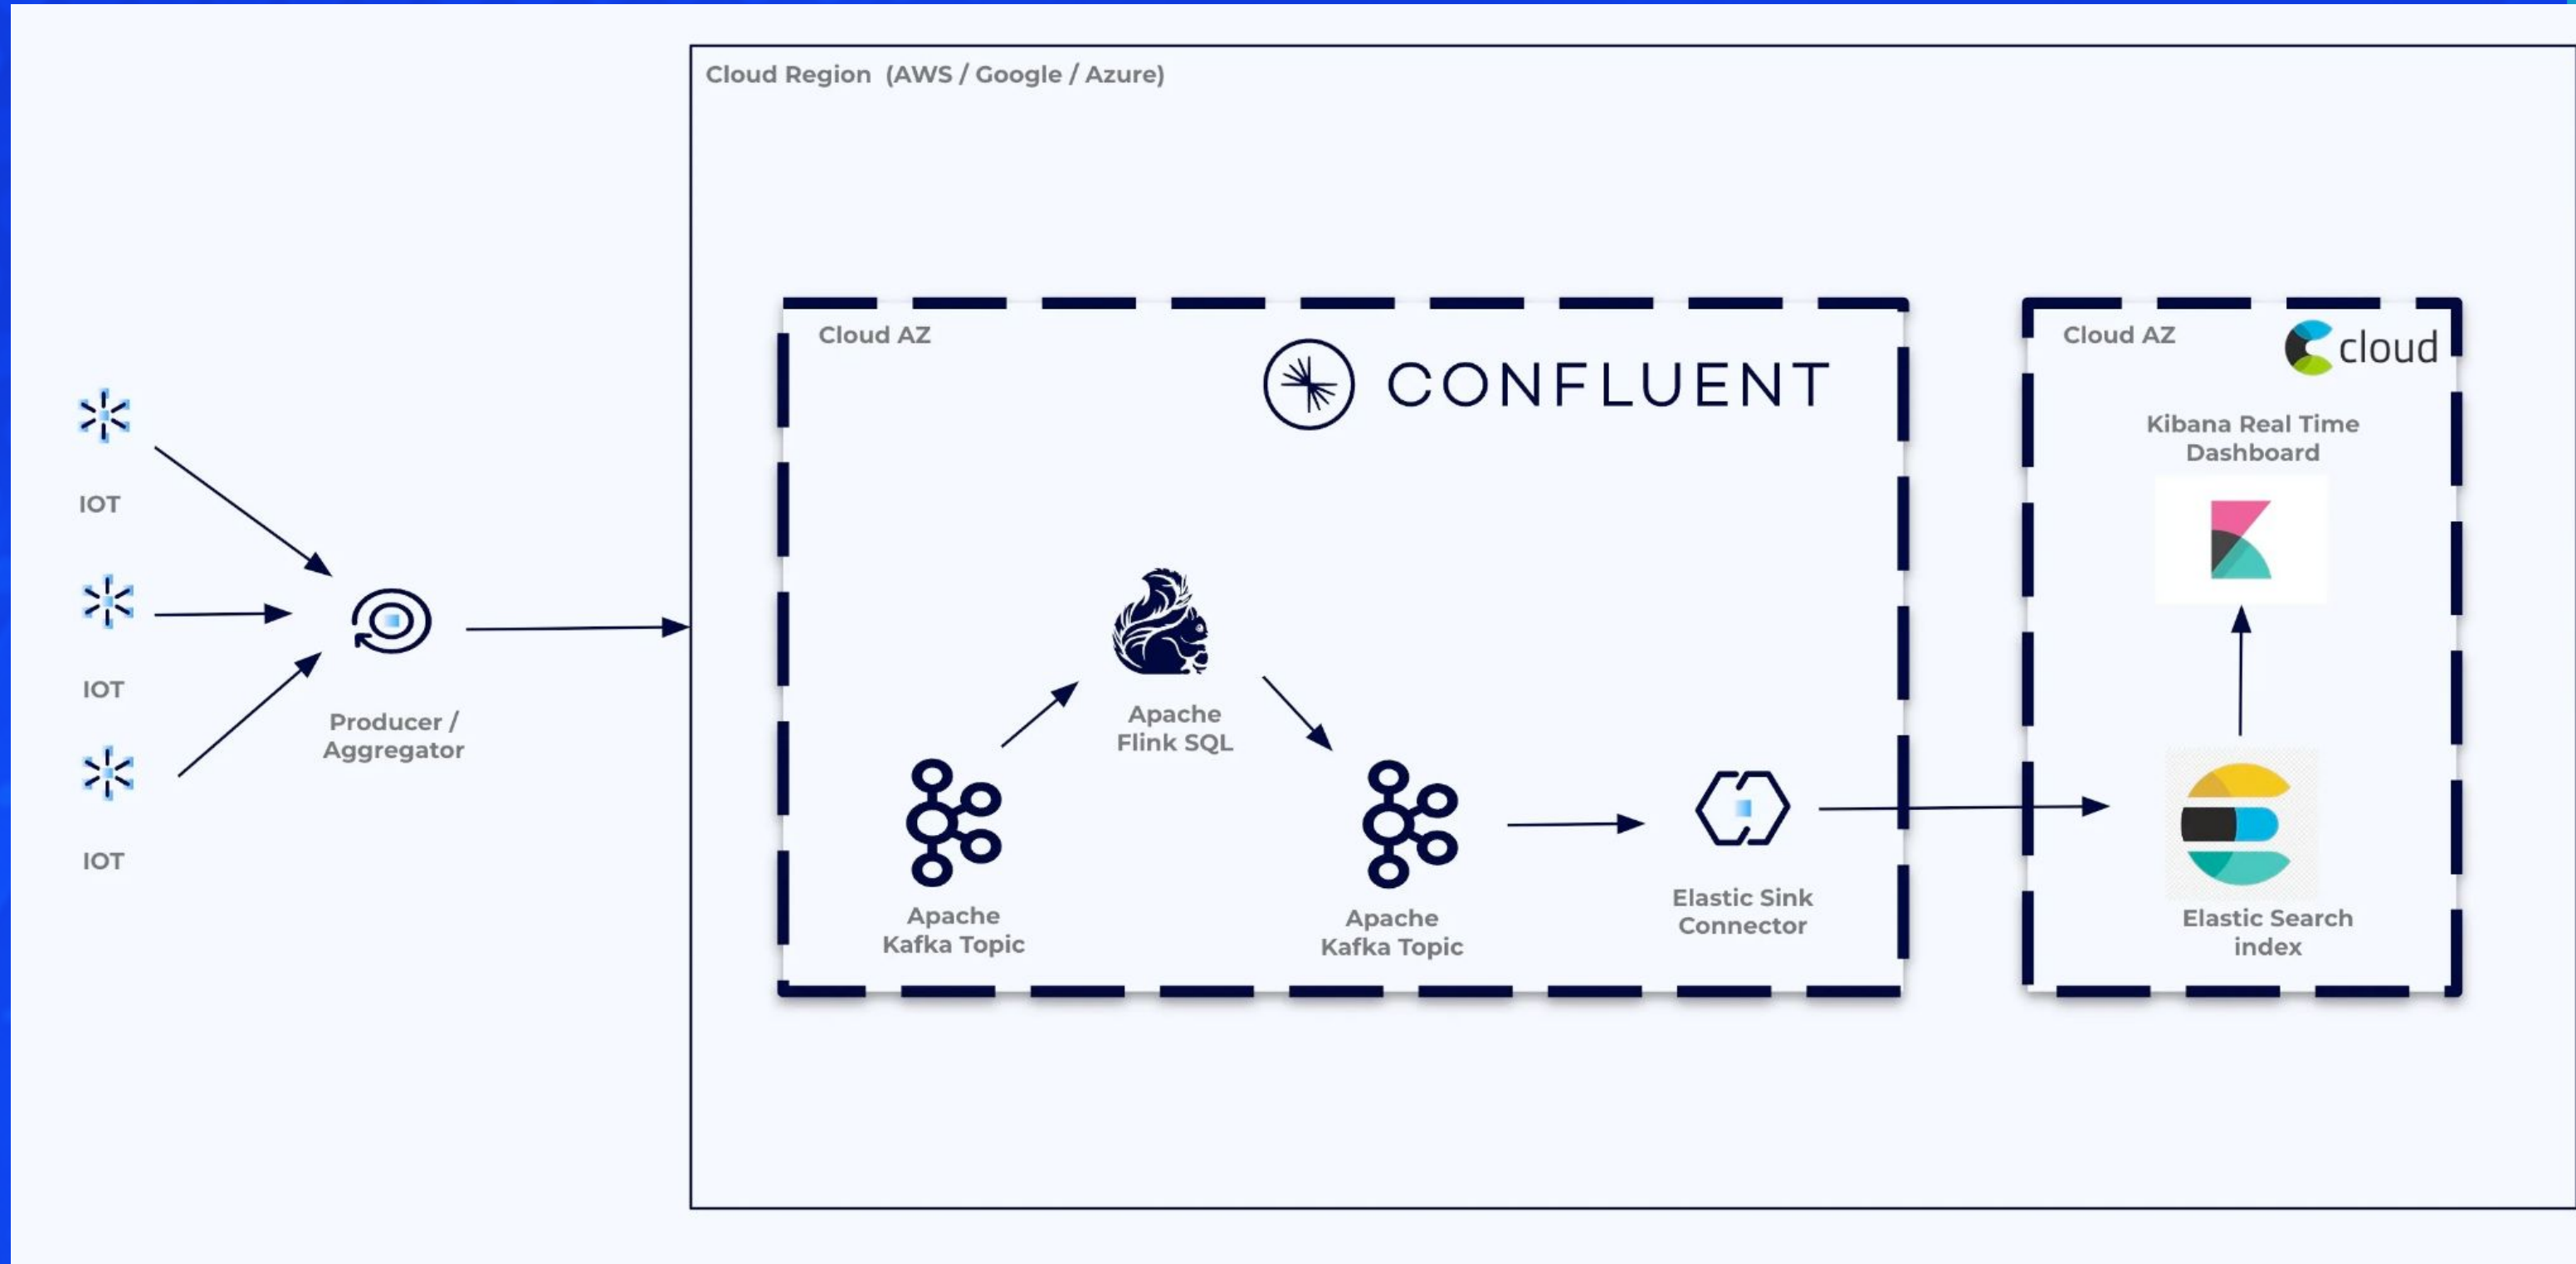 Cloud Region (AWS / Google / Azure)
IOT
IOT
IOT
Producer /
Aggregator
Cloud AZ
CONFLUENT
Apache
Kafka Topic
Apache
Flink SQL
Apache
Kafka Topic
Elastic Sink
Connector
Cloud AZ
cloud
Kibana Real Time
Dashboard
Elastic Search
index